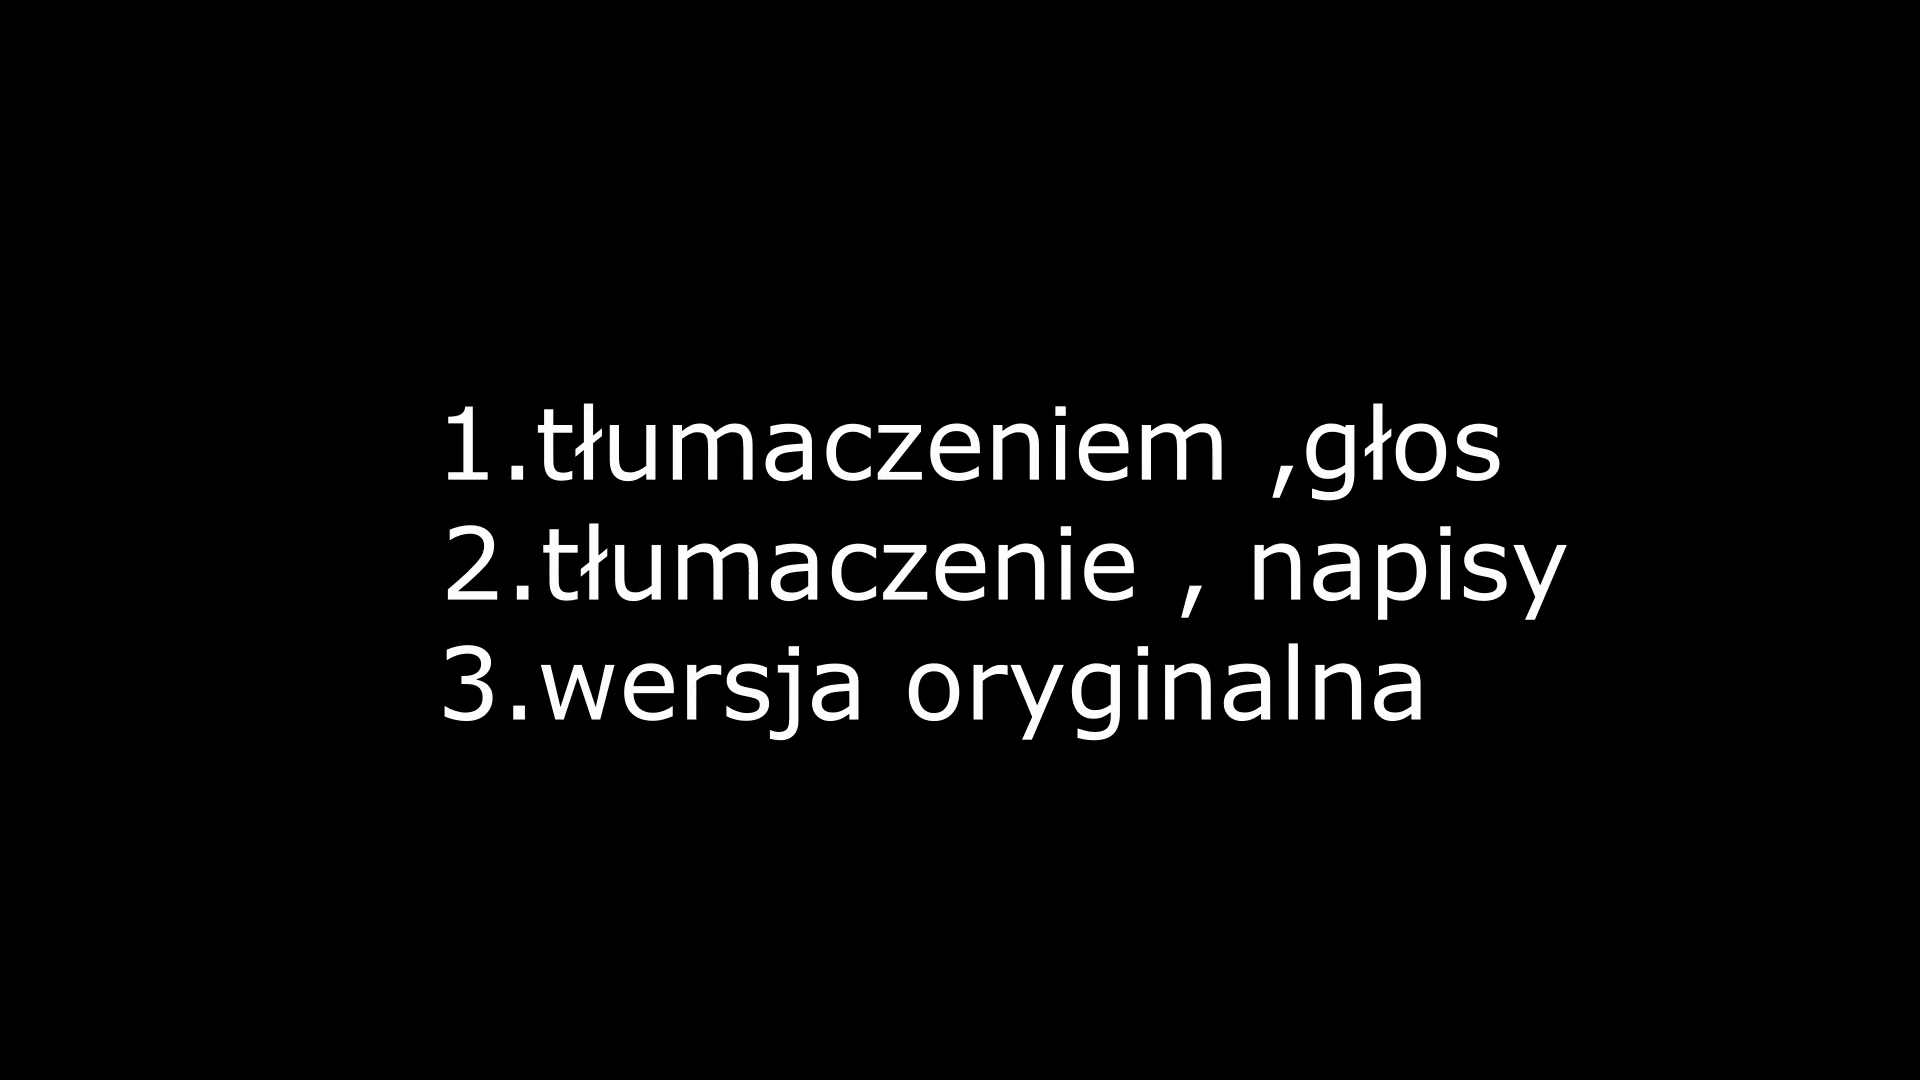 1.tłumaczeniem ,głos
2.tłumaczenie , napisy
3.wersja oryginalna